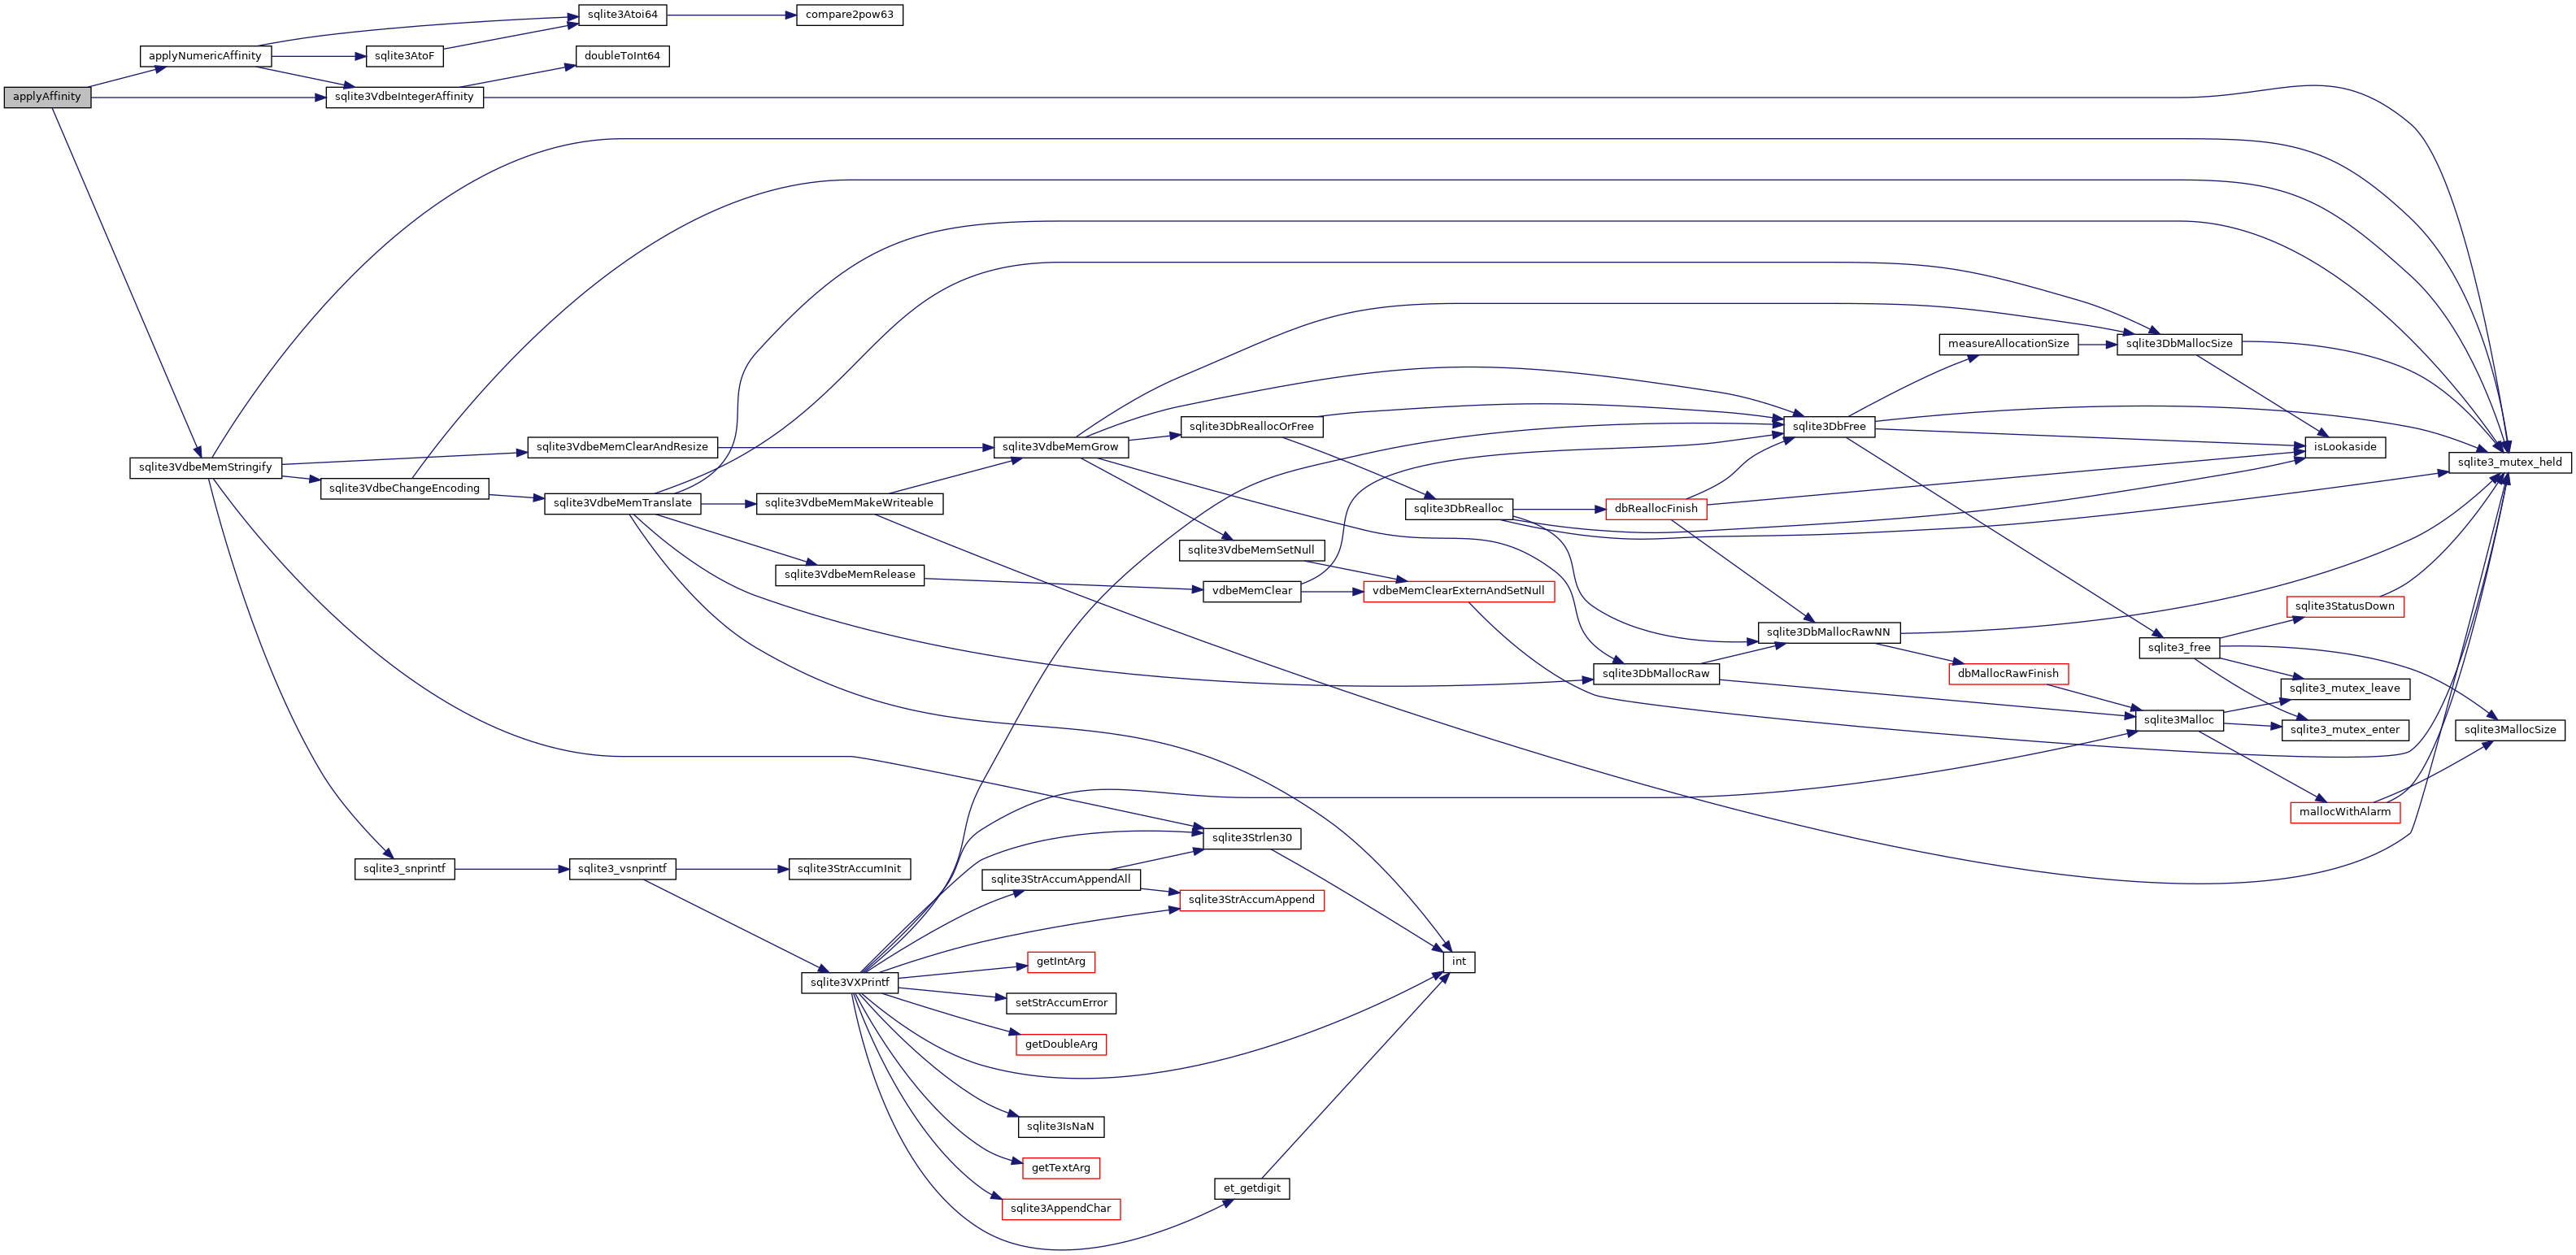 sqlite3Atoi64
compare2pow63
applyNumericAffinity
sqlite3AtoF
doubleToInt64
applyAffinity
sqlite3VdbeIntegerAffinity
measureAllocationSize
sqlite3DbMallocSize
sqlite3DbReallocOrFree
sqlite3DbFree
sqlite3VdbeMemClearAndResize
sqlite3VdbeMemGrow
isLookaside
sqlite3VdbeMemStringify
sqlite3_mutex_held
sqlite3VdbeChangeEncoding
sqlite3VdbeMemTranslate
sqlite3VdbeMemMakeWriteable
sqlite3DbRealloc
dbReallocFinish
sqlite3VdbeMemSetNull
sqlite3VdbeMemRelease
vdbeMemClear
vdbeMemClearExternAndSetNull
sqlite3StatusDown
sqlite3DbMallocRawNN
sqlite3_free
sqlite3DbMallocRaw
dbMallocRawFinish
sqlite3_mutex_leave
sqlite3Malloc
sqlite3_mutex_enter
sqlite3MallocSize
mallocWithAlarm
sqlite3Strlen30
sqlite3_snprintf
sqlite3_vsnprintf
sqlite3StrAccumInit
sqlite3StrAccumAppendAll
sqlite3StrAccumAppend
getIntArg
int
sqlite3VXPrintf
setStrAccumError
getDoubleArg
sqlite3IsNaN
getTextArg
et_getdigit
sqlite3AppendChar